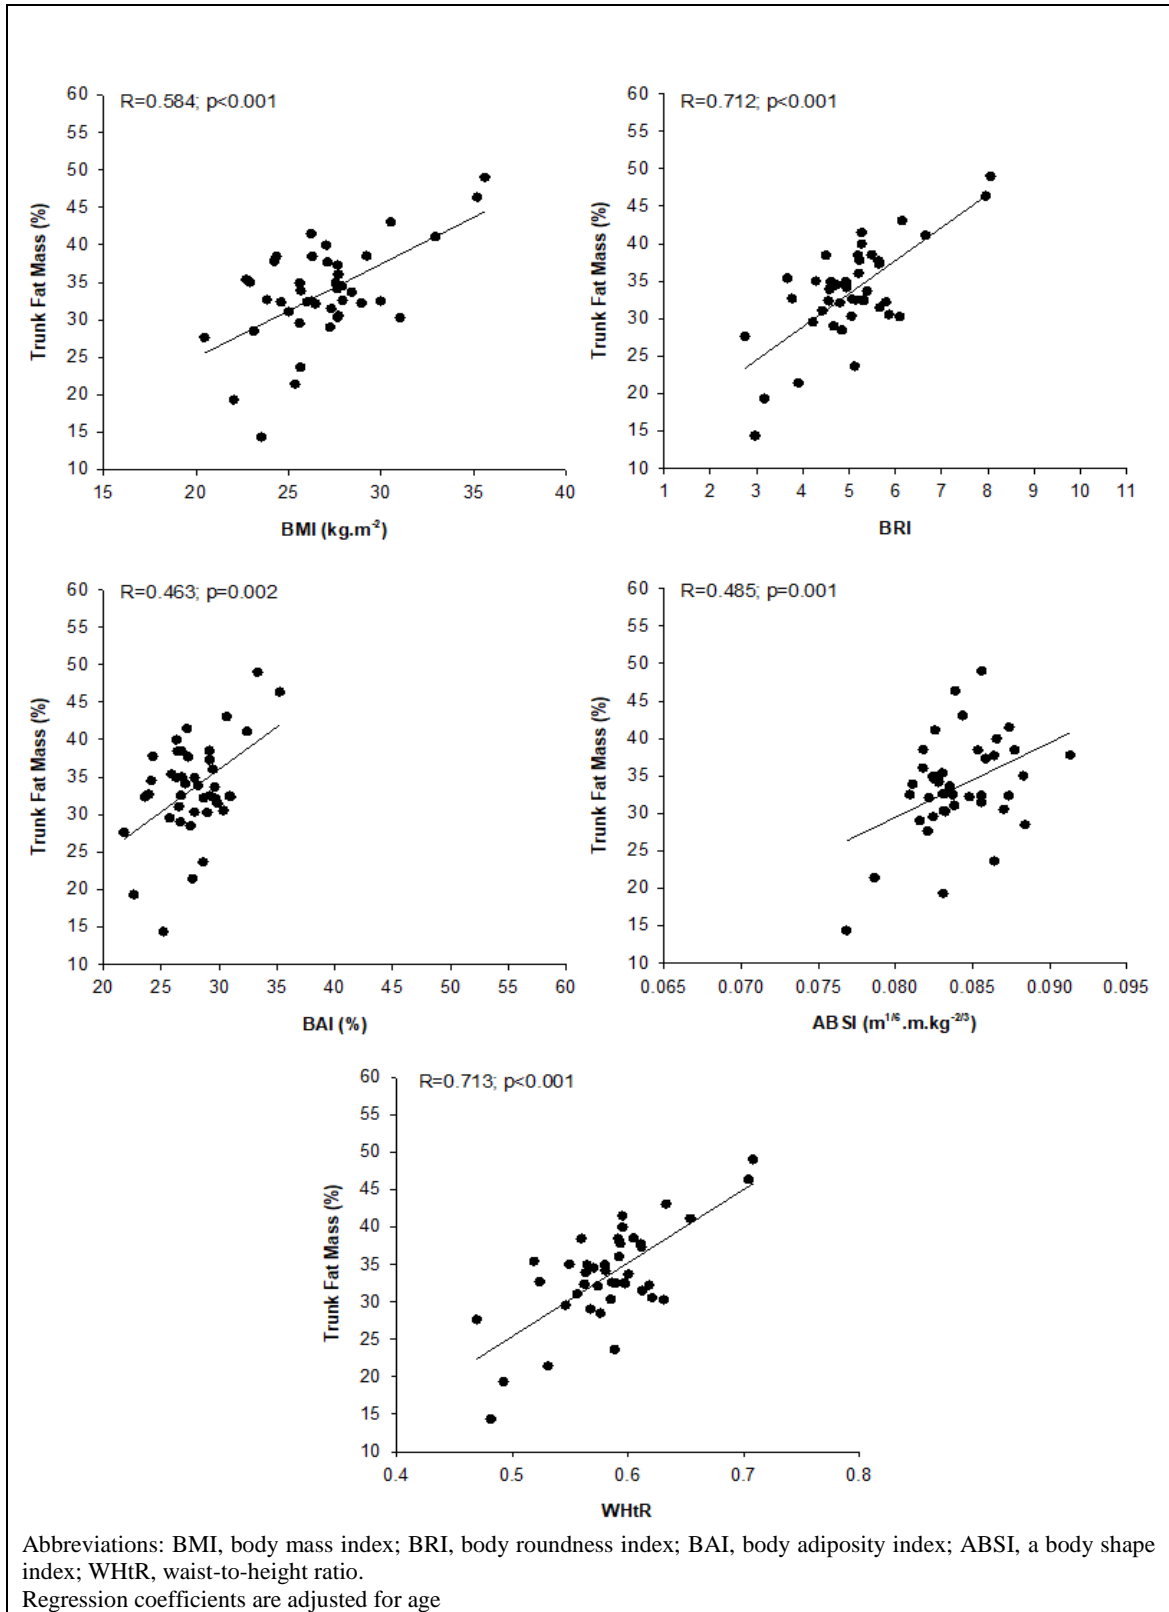 60
55
50
45
40
35
30
25
20
15
10
Trunk Fat Mass (%)
R=0.584; p<0.001
15 20 25 30 35 40
BMI (kg.m⁻²)
60
55
50
45
40
35
30
25
20
15
10
Trunk Fat Mass (%)
R=0.712; p<0.001
1 2 3 4 5 6 7 8 9 10 11
BRI
60
55
50
45
40
35
30
25
20
15
10
Trunk Fat Mass (%)
R=0.463; p=0.002
20 25 30 35 40 45 50 55 60
BAI (%)
60
55
50
45
40
35
30
25
20
15
10
Trunk Fat Mass (%)
R=0.485; p=0.001
0.065 0.070 0.075 0.080 0.085 0.090 0.095
ABSI (m¹/⁶.m.kg⁻²/³)
60
55
50
45
40
35
30
25
20
15
10
Trunk Fat Mass (%)
R=0.713; p<0.001
0.4 0.5 0.6 0.7 0.8
WHtR
Abbreviations: BMI, body mass index; BRI, body roundness index; BAI, body adiposity index; ABSI, a body shape
index; WHtR, waist-to-height ratio.
Regression coefficients are adjusted for age